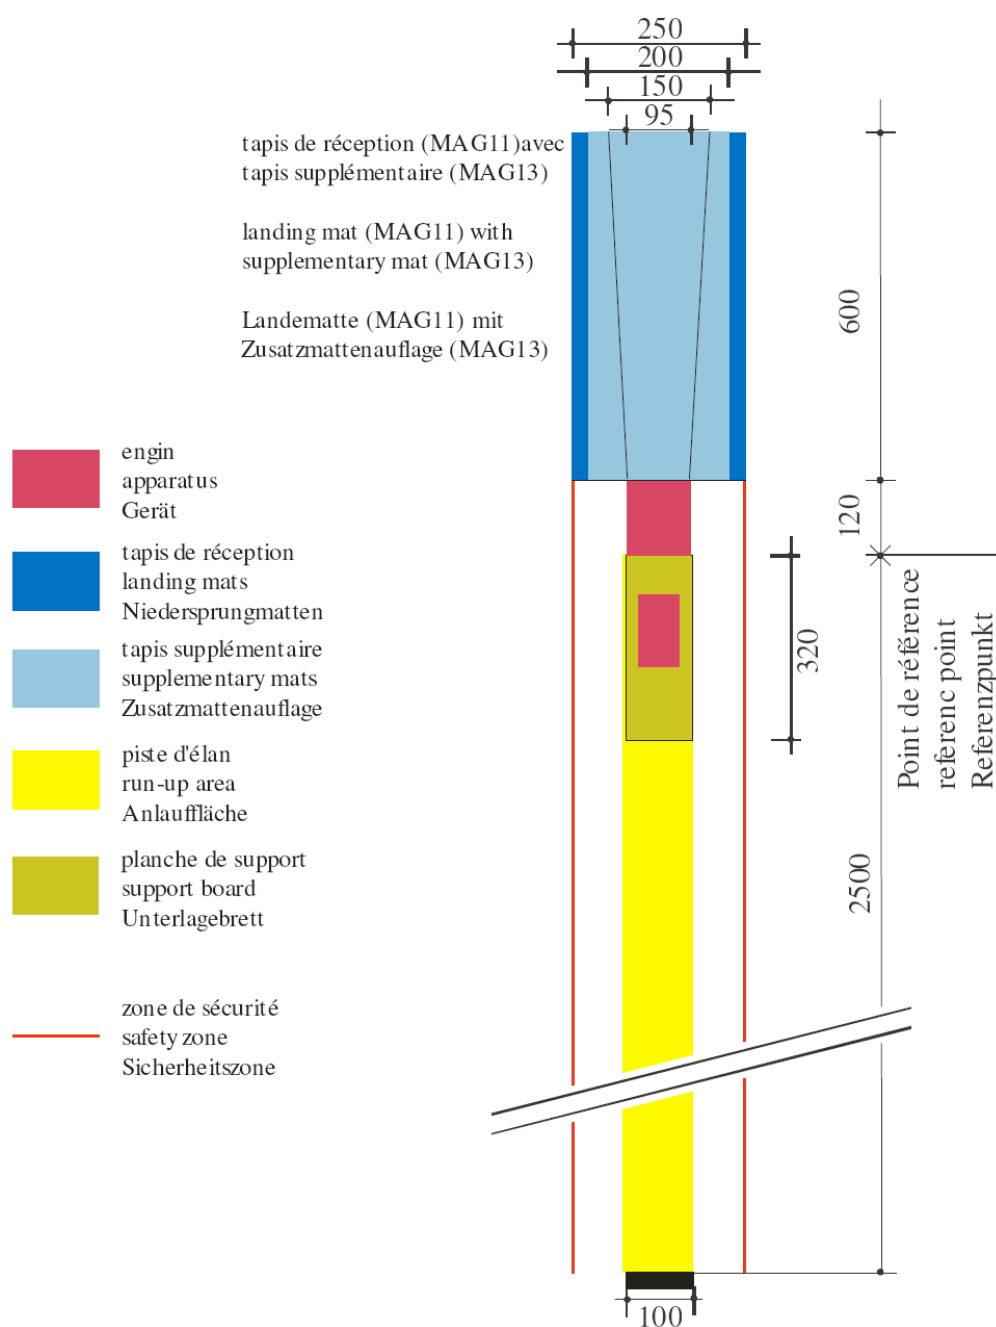 250
200
150
95
tapis de réception (MAG11)avec
tapis supplémentaire (MAG13)
landing mat (MAG11) with
supplementary mat (MAG13)
Landematte (MAG11) mit
Zusatzmattenauflage (MAG13)
600
engin
apparatus
Gerät
120
tapis de réception
landing mats
Niedersprungmatten
tapis supplémentaire
supplementary mats
Zusatzmattenauflage
320
Point de référence
referenc point
Referenzpunkt
piste d'élan
run-up area
Anlauffläche
planche de support
support board
Unterlagebrett
2500
zone de sécurité
safety zone
Sicherheitszone
100